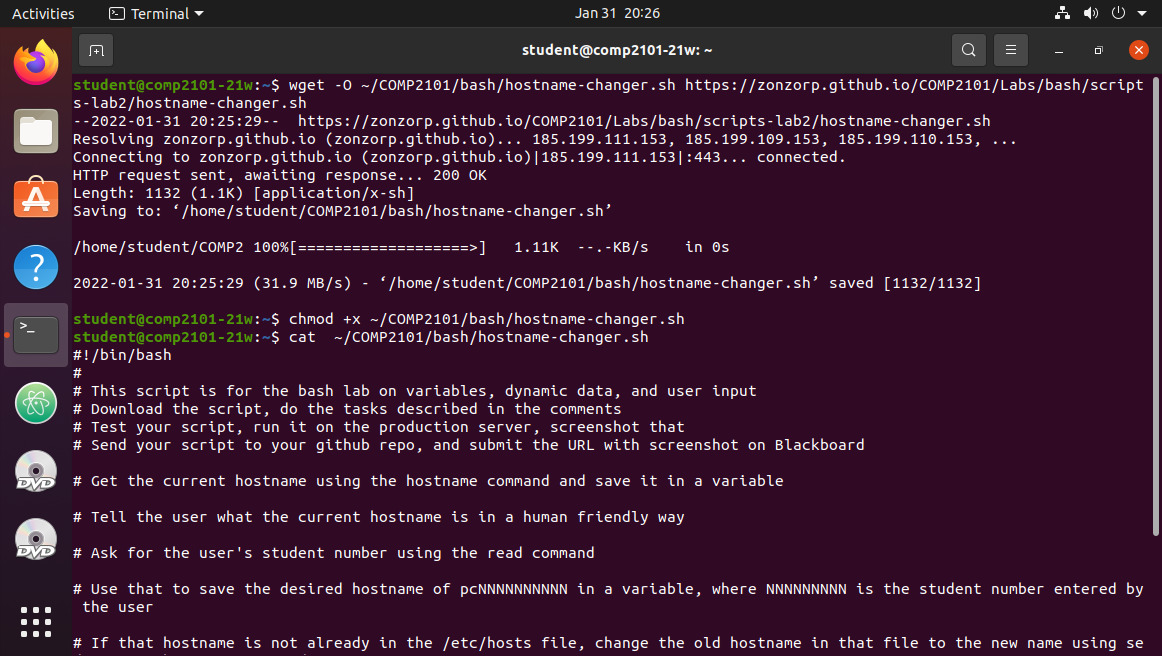 Activities
Terminal
Jan 31 20:26
student@comp2101-21w: ~
student@comp2101-21w:~$ wget -O ~/COMP2101/bash/hostname-changer.sh https://zonzorp.github.io/COMP2101/Labs/bash/script
s-lab2/hostname-changer.sh
--2022-01-31 20:25:29--  https://zonzorp.github.io/COMP2101/Labs/bash/scripts-lab2/hostname-changer.sh
Resolving zonzorp.github.io (zonzorp.github.io)... 185.199.111.153, 185.199.109.153, 185.199.110.153, ...
Connecting to zonzorp.github.io (zonzorp.github.io)|185.199.111.153|:443... connected.
HTTP request sent, awaiting response... 200 OK
Length: 1132 (1.1K) [application/x-sh]
Saving to: ‘/home/student/COMP2101/bash/hostname-changer.sh’
/home/student/COMP2 100%[===================>]   1.11K  --.-KB/s    in 0s
2022-01-31 20:25:29 (31.9 MB/s) - ‘/home/student/COMP2101/bash/hostname-changer.sh’ saved [1132/1132]
student@comp2101-21w:~$ chmod +x ~/COMP2101/bash/hostname-changer.sh
student@comp2101-21w:~$ cat  ~/COMP2101/bash/hostname-changer.sh
#!/bin/bash
#
# This script is for the bash lab on variables, dynamic data, and user input
# Download the script, do the tasks described in the comments
# Test your script, run it on the production server, screenshot that
# Send your script to your github repo, and submit the URL with screenshot on Blackboard
# Get the current hostname using the hostname command and save it in a variable
# Tell the user what the current hostname is in a human friendly way
# Ask for the user's student number using the read command
# Use that to save the desired hostname of pcNNNNNNNNNN in a variable, where NNNNNNNNN is the student number entered by
 the user
# If that hostname is not already in the /etc/hosts file, change the old hostname in that file to the new name using se
DVD
DVD